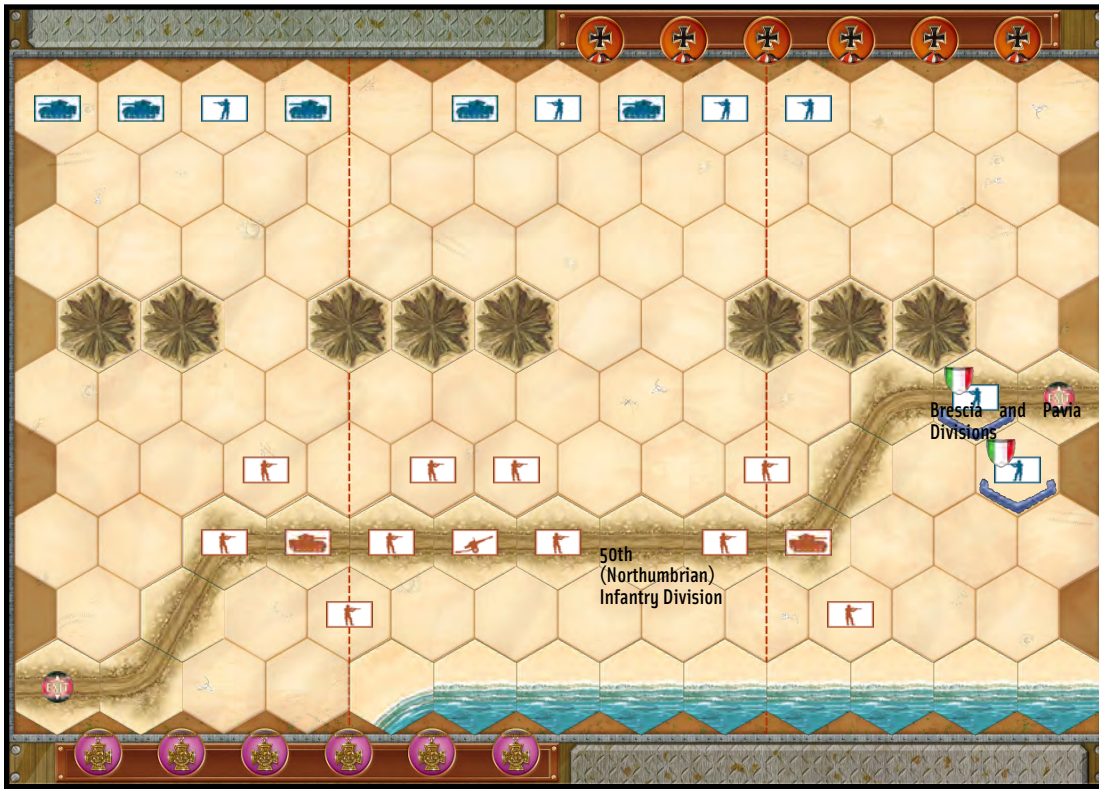 EXIT
Brescia and Pavia
Divisions
50th
(Northumbrian)
Infantry Division
EXIT